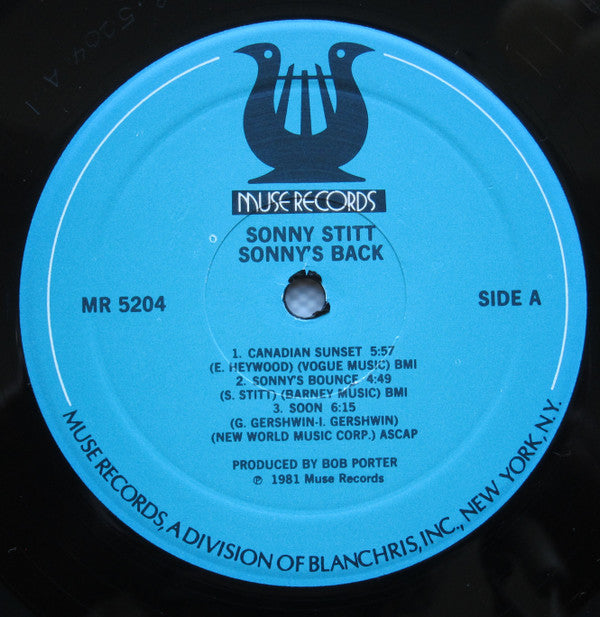 5204 A
MUSE RECORDS
SONNY STITT
SONNY'S BACK
MR 5204
SIDE A
1. CANADIAN SUNSET 5:57
(E. HEYWOOD) (VOGUE MUSIC) BMI
2. SONNY'S BOUNCE 4:49
(S. STITT) (BARNEY MUSIC) BMI
3. SOON 6:15
(G. GERSHWIN-I. GERSHWIN)
(NEW WORLD MUSIC CORP.) ASCAP
PRODUCED BY BOB PORTER
℗ 1981 Muse Records
MUSE RECORDS, A DIVISION OF BLANCHRIS, INC., NEW YORK, N.Y.